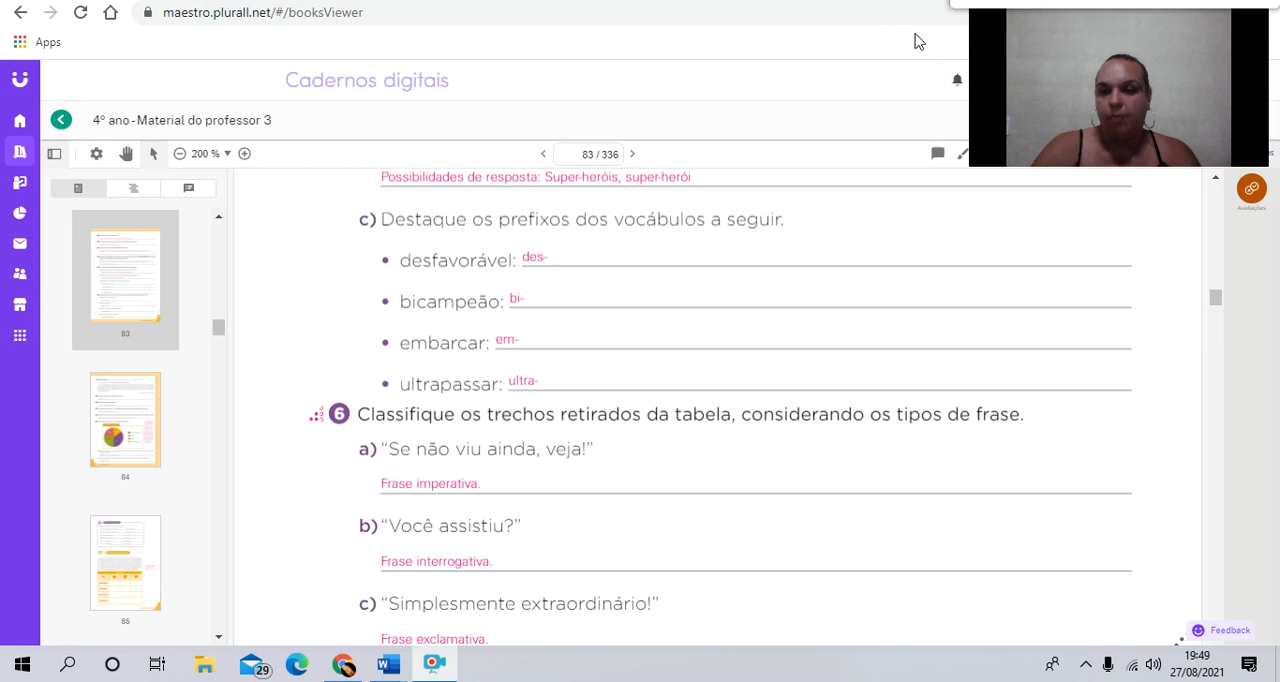 maestro.plurall.net/#/booksViewer
Apps
Cadernos digitais
4º ano - Material do professor 3
200 %
83 / 336
Possibilidades de resposta: Super-heróis, super-herói
c) Destaque os prefixos dos vocábulos a seguir.
• desfavorável: des-
• bicampeão: bi-
• embarcar: em-
• ultrapassar: ultra-
6 Classifique os trechos retirados da tabela, considerando os tipos de frase.
a) “Se não viu ainda, veja!”
Frase imperativa.
b) “Você assistiu?”
Frase interrogativa.
c) “Simplesmente extraordinário!”
Frase exclamativa.
83
84
85
Avaliações
Feedback
29
19:49
27/08/2021